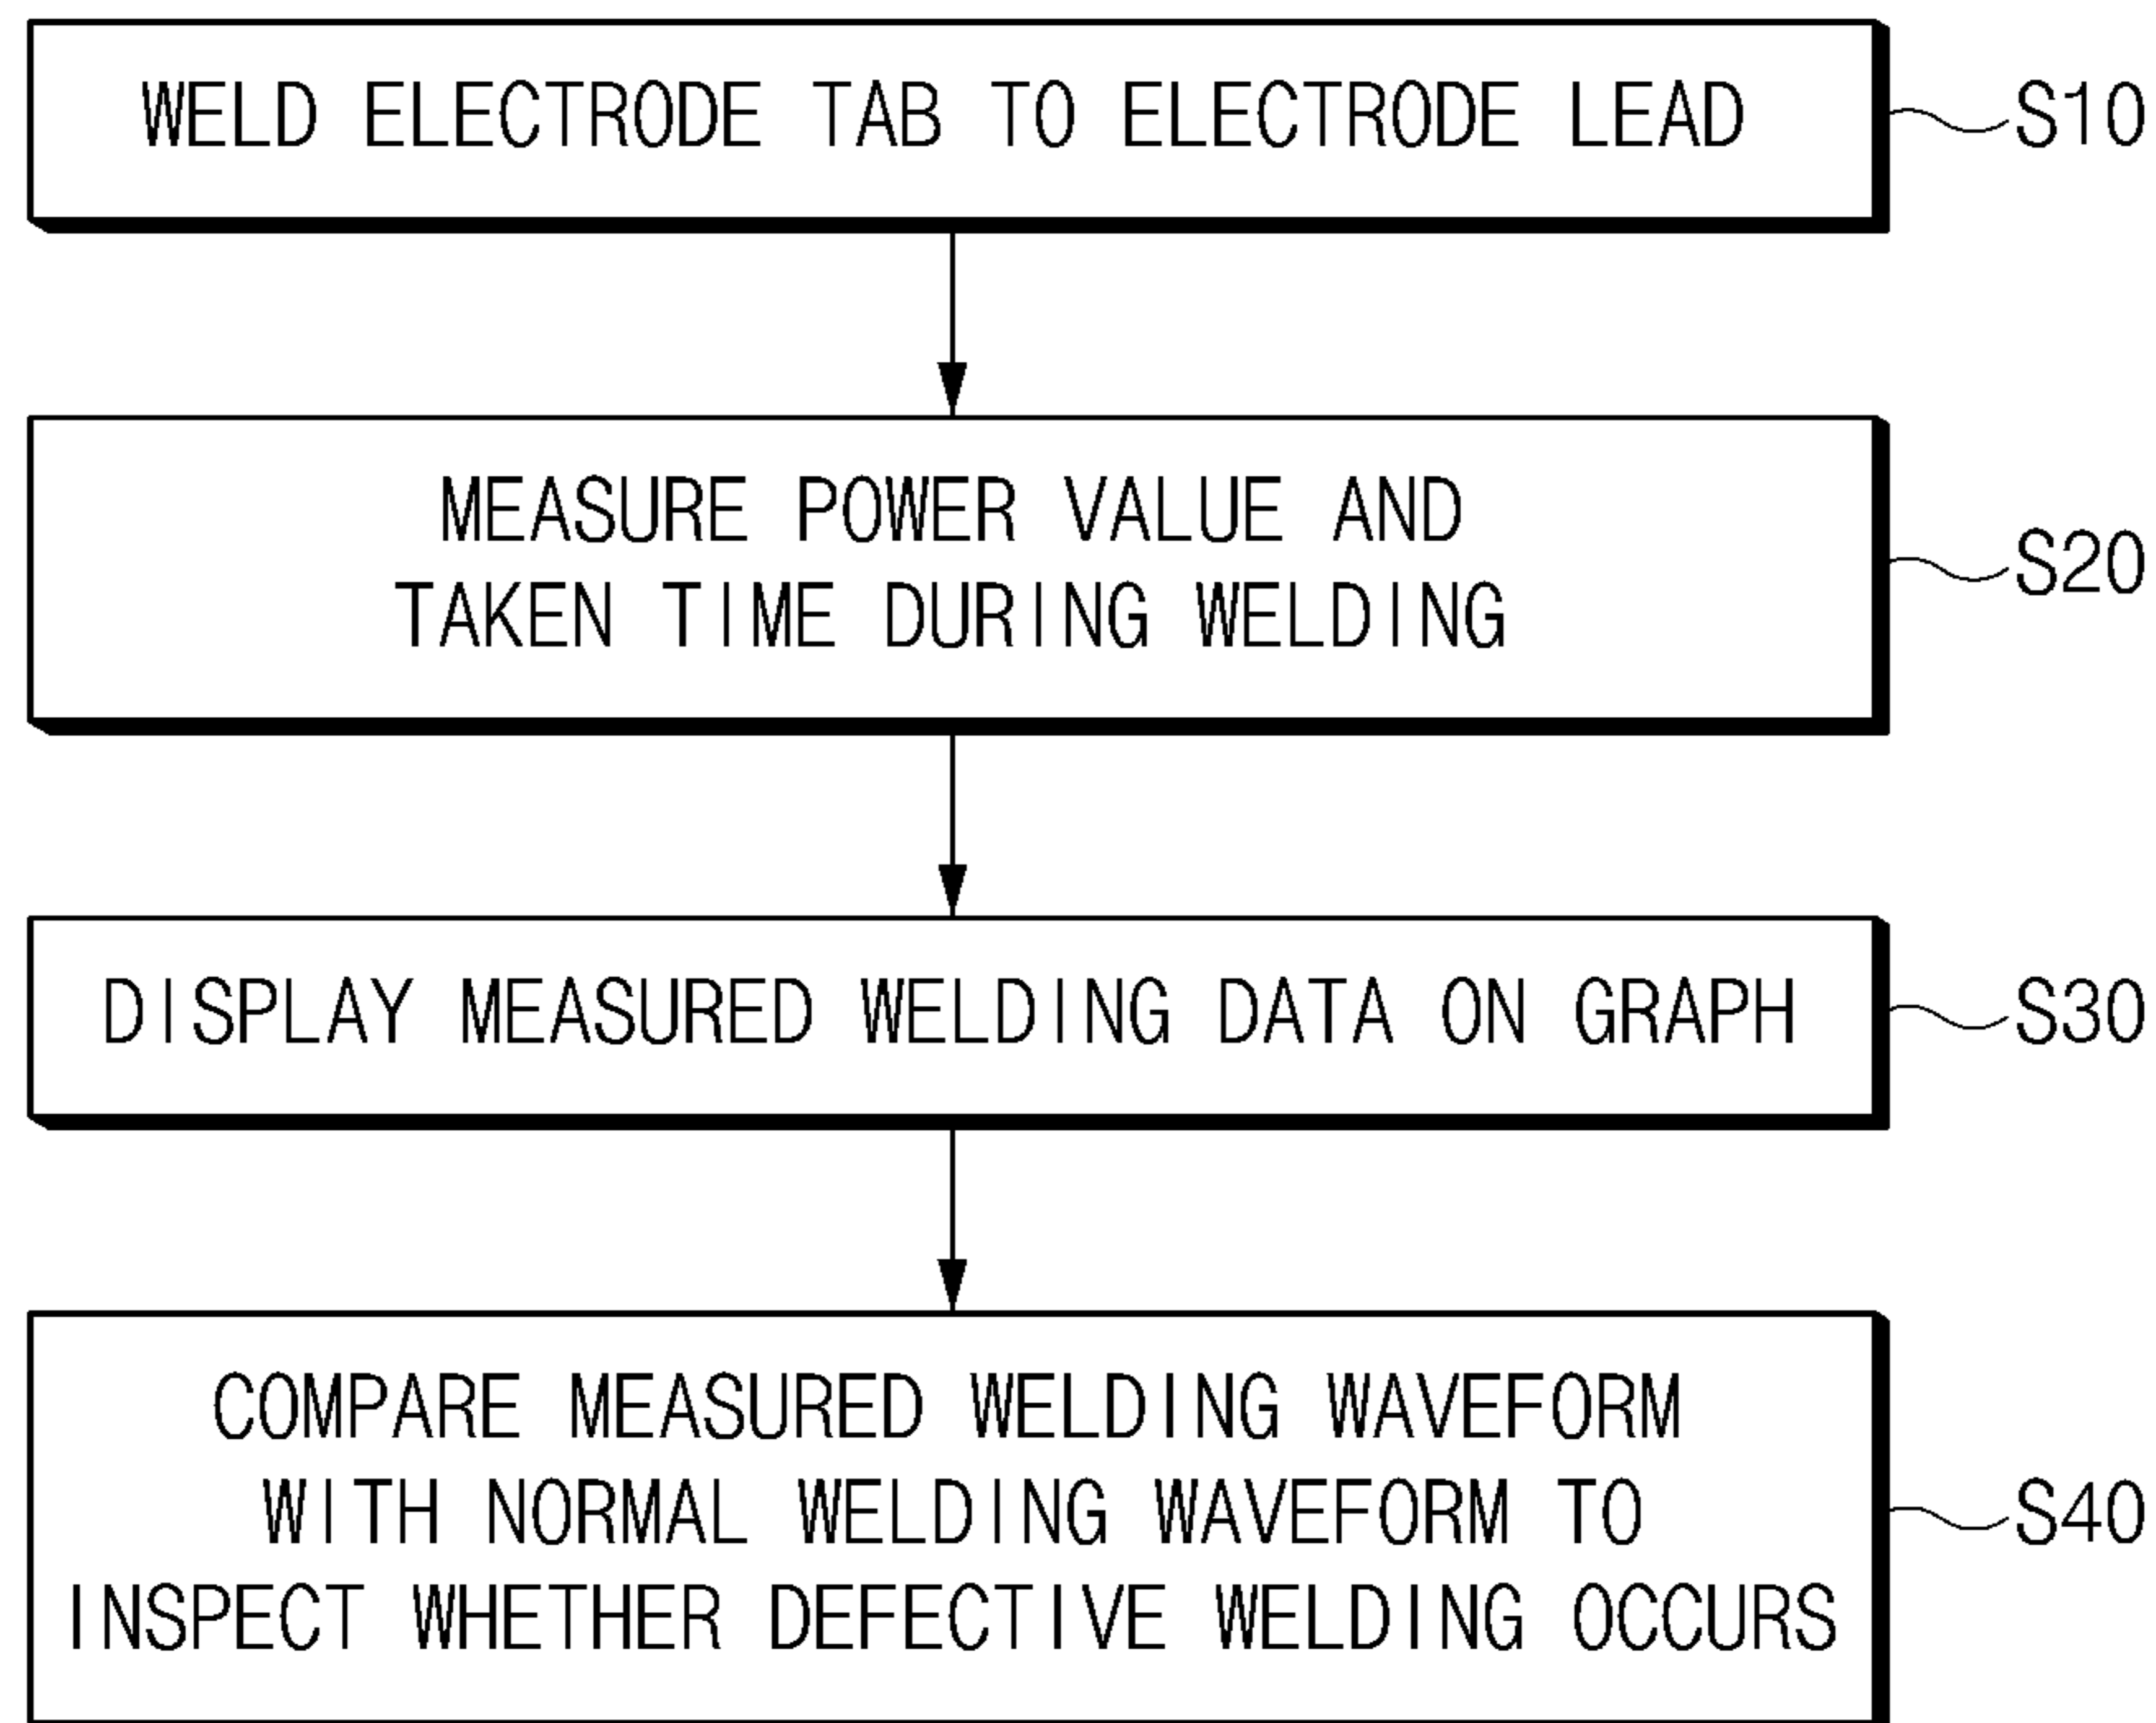 WELD ELECTRODE TAB TO ELECTRODE LEAD
S10
MEASURE POWER VALUE AND
TAKEN TIME DURING WELDING
S20
DISPLAY MEASURED WELDING DATA ON GRAPH
S30
COMPARE MEASURED WELDING WAVEFORM
WITH NORMAL WELDING WAVEFORM TO
INSPECT WHETHER DEFECTIVE WELDING OCCURS
S40